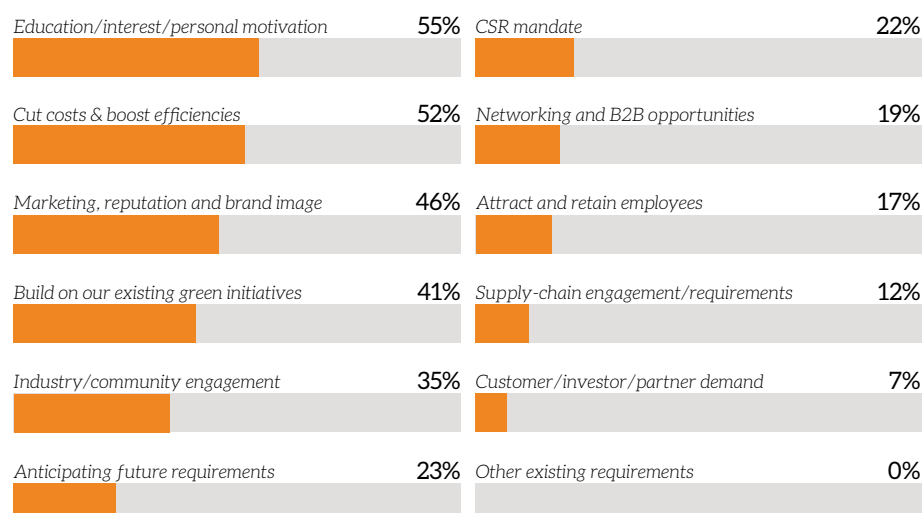 Education/interest/personal motivation 55%
Cut costs & boost efficiencies 52%
Marketing, reputation and brand image 46%
Build on our existing green initiatives 41%
Industry/community engagement 35%
Anticipating future requirements 23%
CSR mandate 22%
Networking and B2B opportunities 19%
Attract and retain employees 17%
Supply-chain engagement/requirements 12%
Customer/investor/partner demand 7%
Other existing requirements 0%